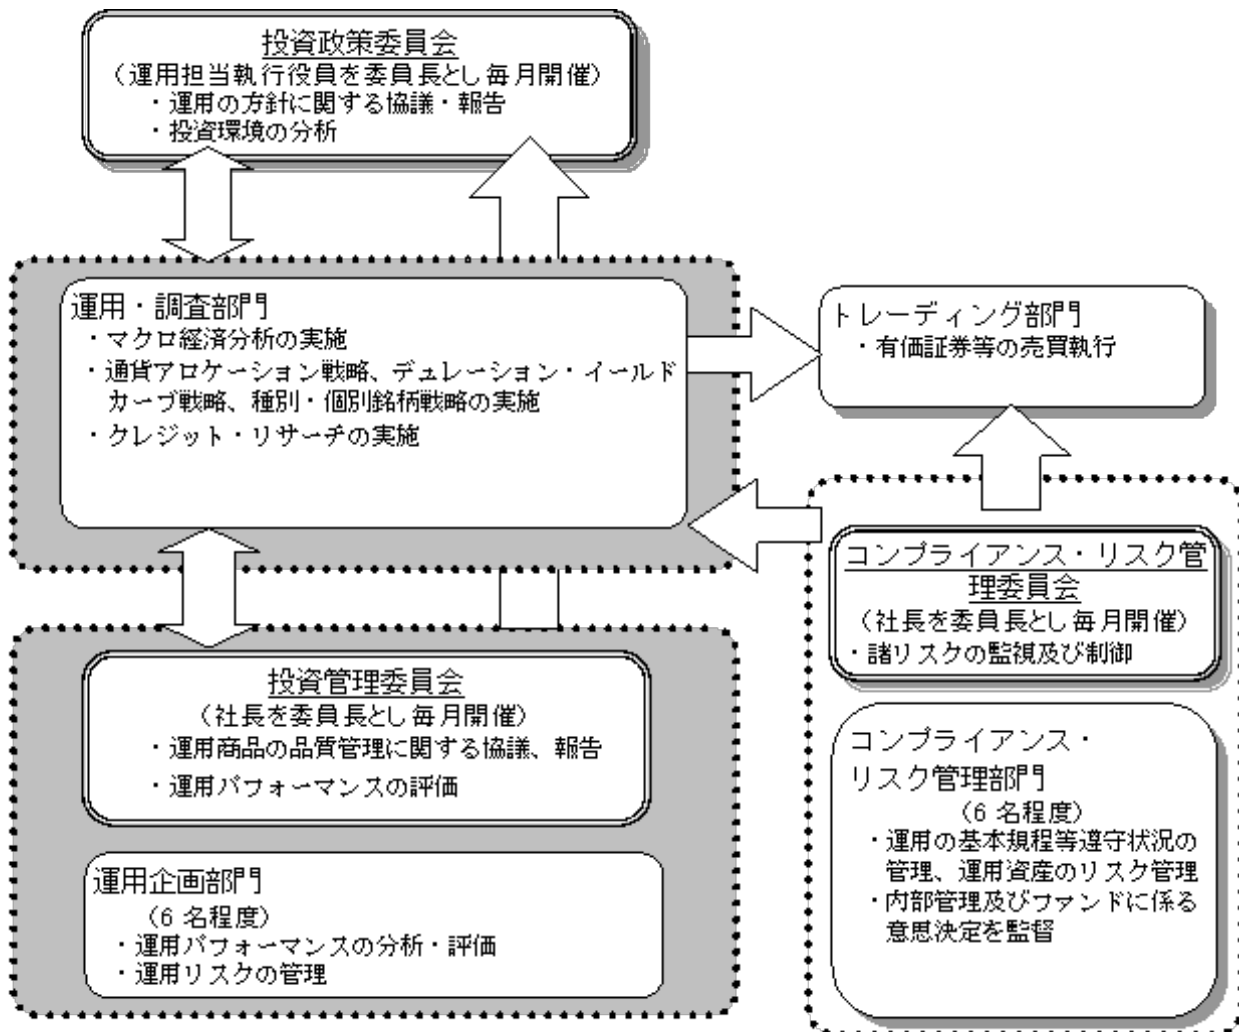 投資政策委員会
（運用担当執行役員を委員長とし毎月開催）
・運用の方針に関する協議・報告
・投資環境の分析
運用・調査部門
・マクロ経済分析の実施
・通貨アロケーション戦略、デュレーション・イールド
カーブ戦略、種別・個別銘柄戦略の実施
・クレジット・リサーチの実施
トレーディング部門
・有価証券等の売買執行
コンプライアンス・リスク管
理委員会
（社長を委員長とし毎月開催）
・諸リスクの監視及び制御
投資管理委員会
（社長を委員長とし毎月開催）
・運用商品の品質管理に関する協議、報告
・運用パフォーマンスの評価
コンプライアンス・
リスク管理部門
（6 名程度）
・運用の基本規程等遵守状況の
管理、運用資産のリスク管理
・内部管理及びファンドに係る
意思決定を監督
運用企画部門
（6 名程度）
・運用パフォーマンスの分析・評価
・運用リスクの管理